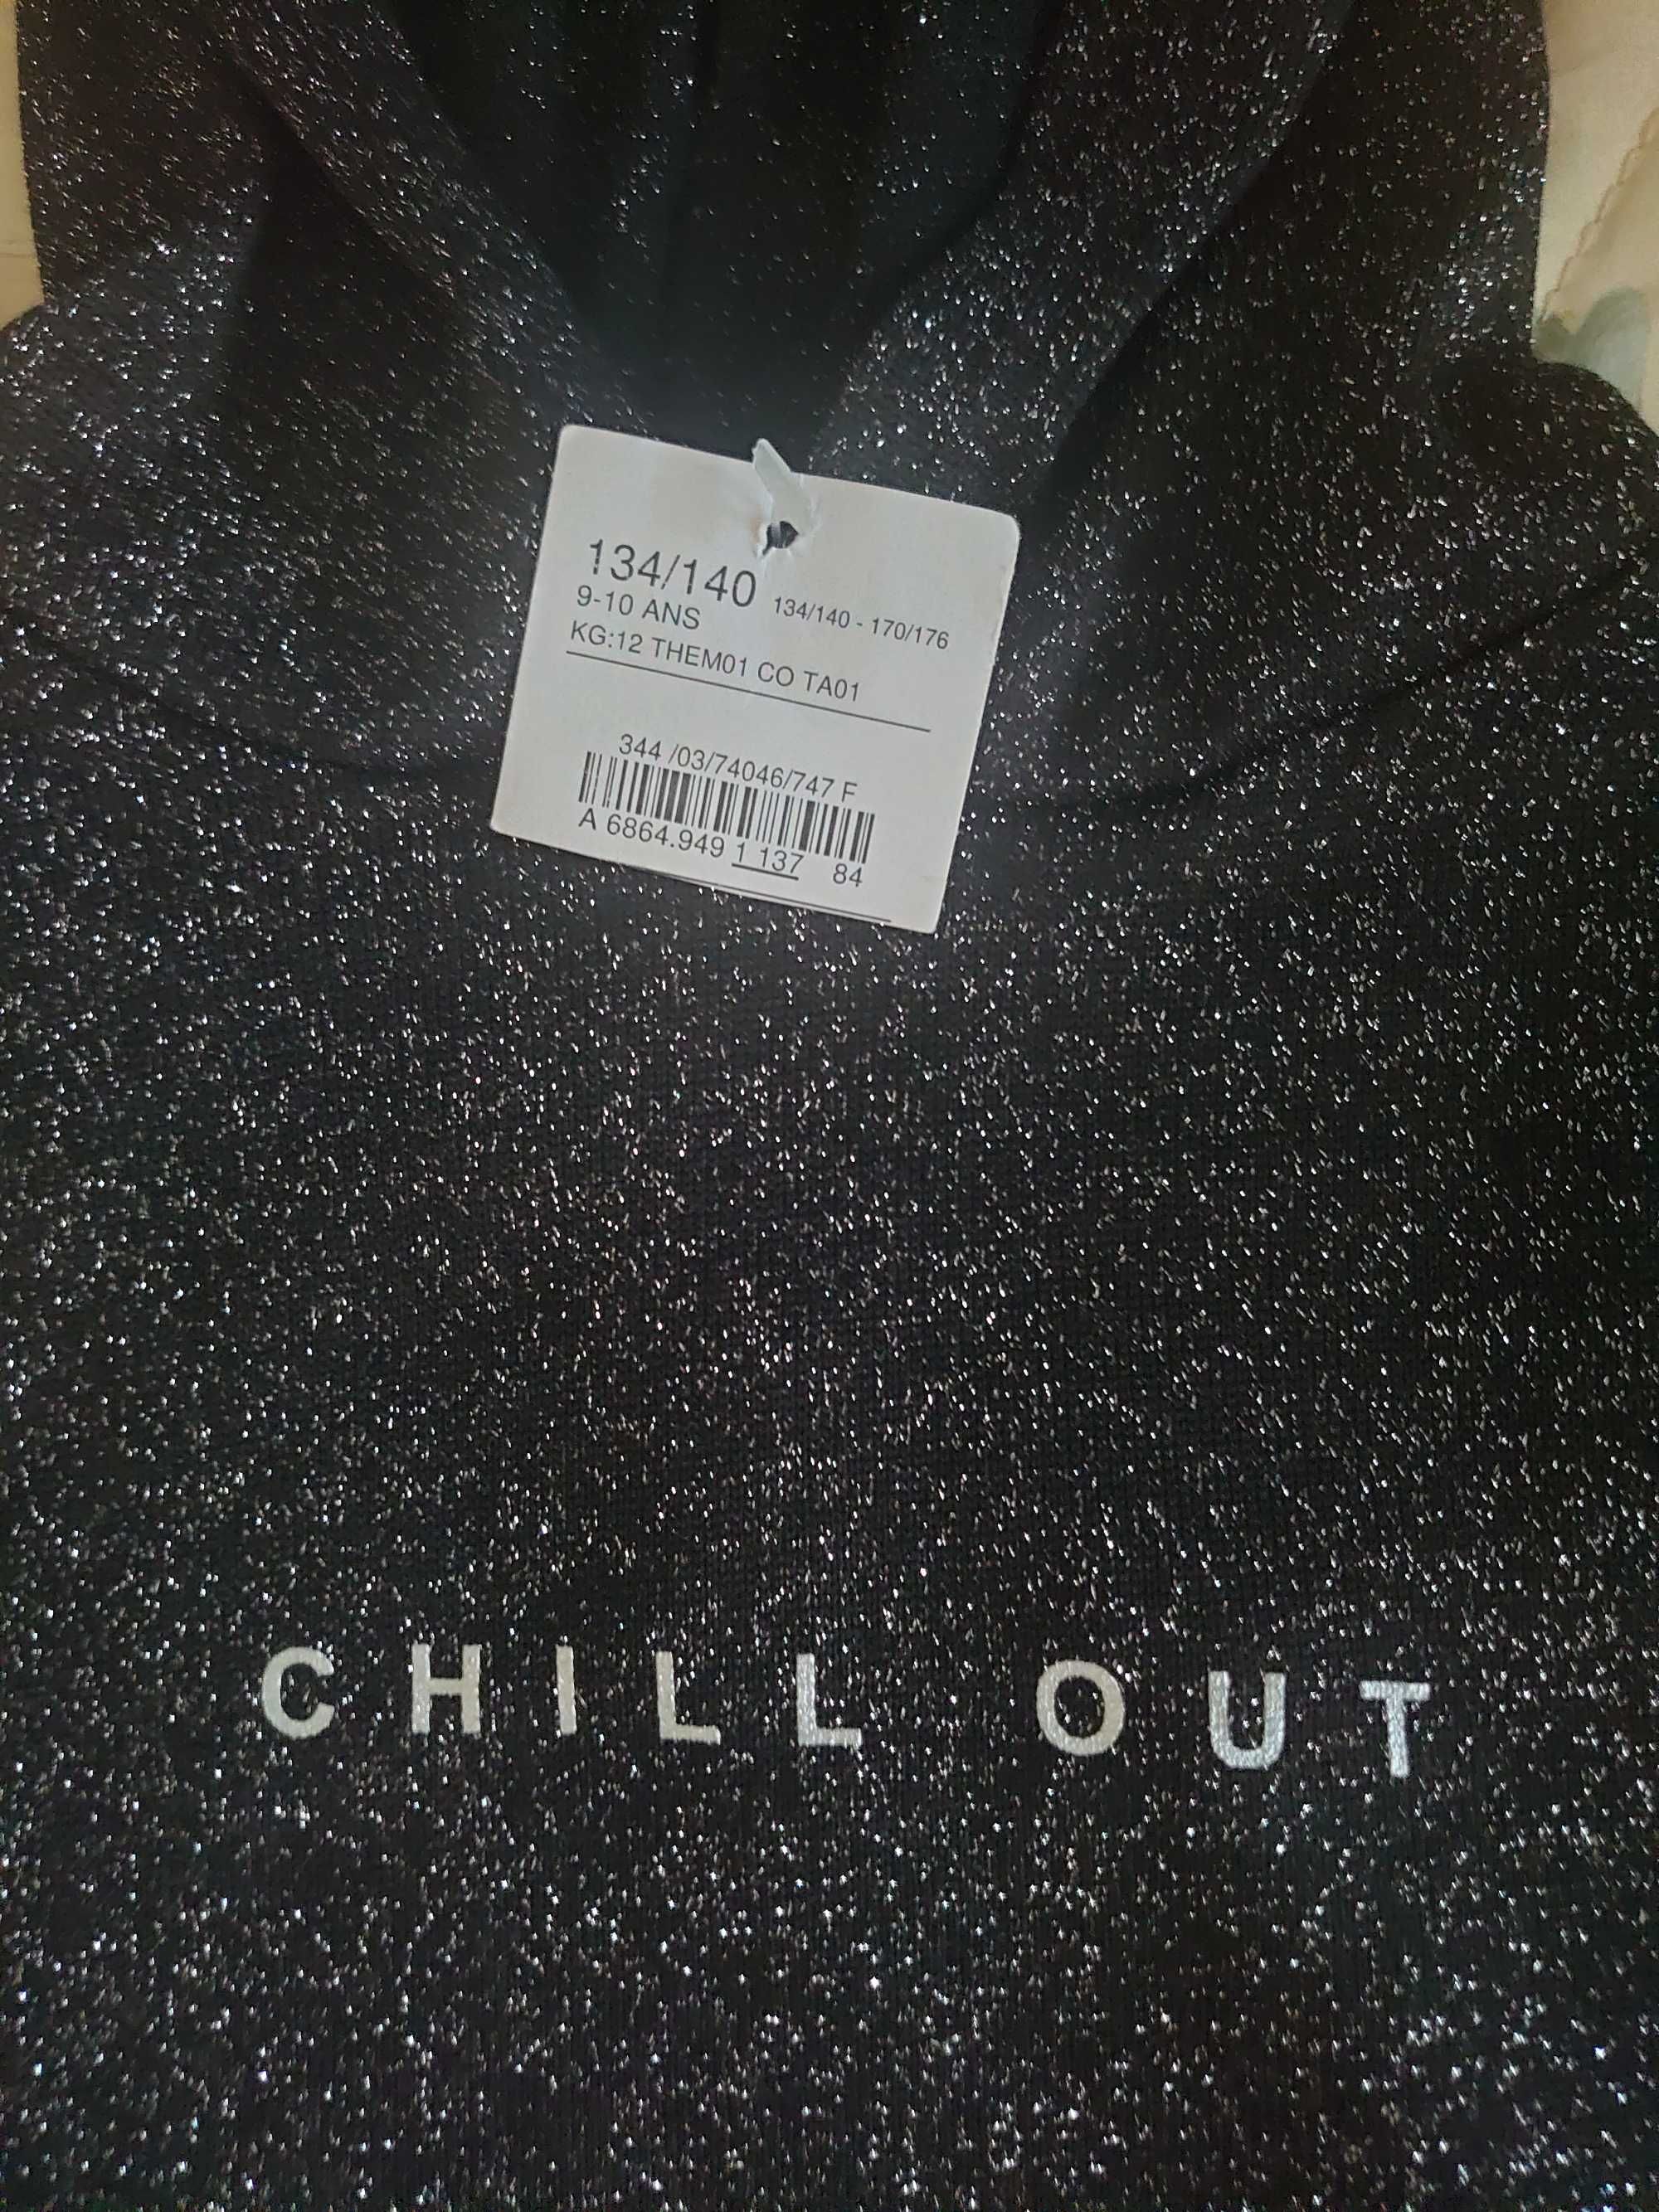 134/140 134/140 - 170/176
9-10 ANS
KG:12 THEM01 CO TA01
344 /03/74046/747 F
A 6864.949 1 137 84
CHILL OUT